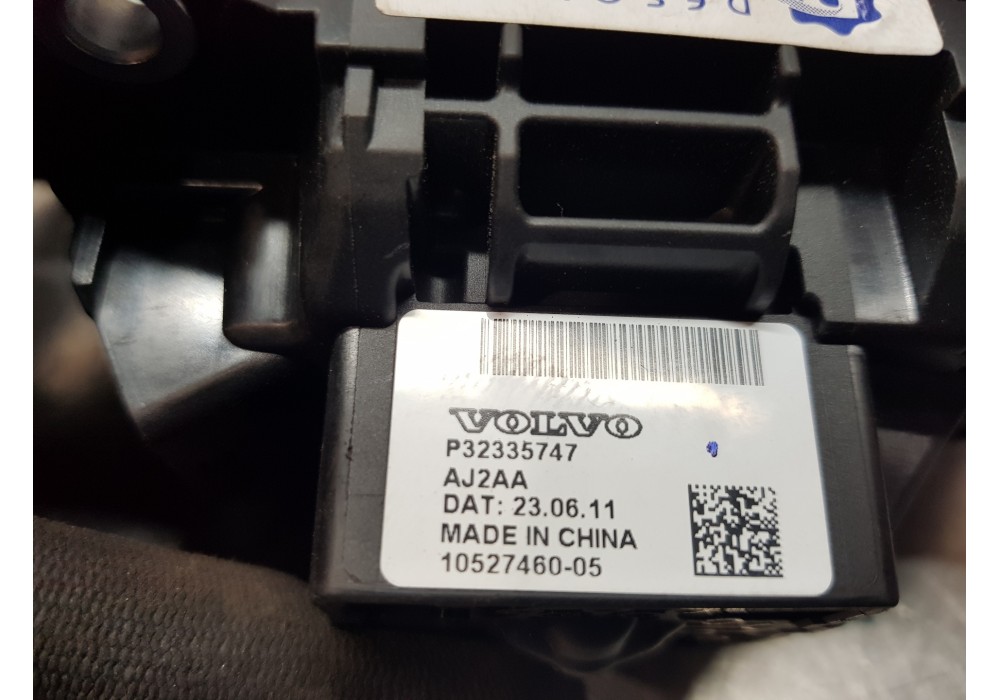 VOLVO
P32335747
AJ2AA
DAT: 23.06.11
MADE IN CHINA
10527460-05